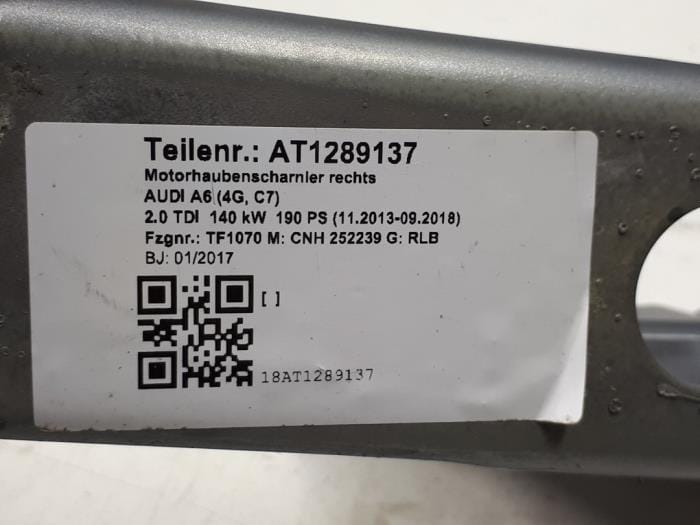 Teilenr.: AT1289137
Motorhaubenscharnier rechts
AUDI A6 (4G, C7)
2.0 TDI 140 kW 190 PS (11.2013-09.2018)
Fzgnr.: TF1070 M: CNH 252239 G: RLB
BJ: 01/2017
[ ]
18AT1289137